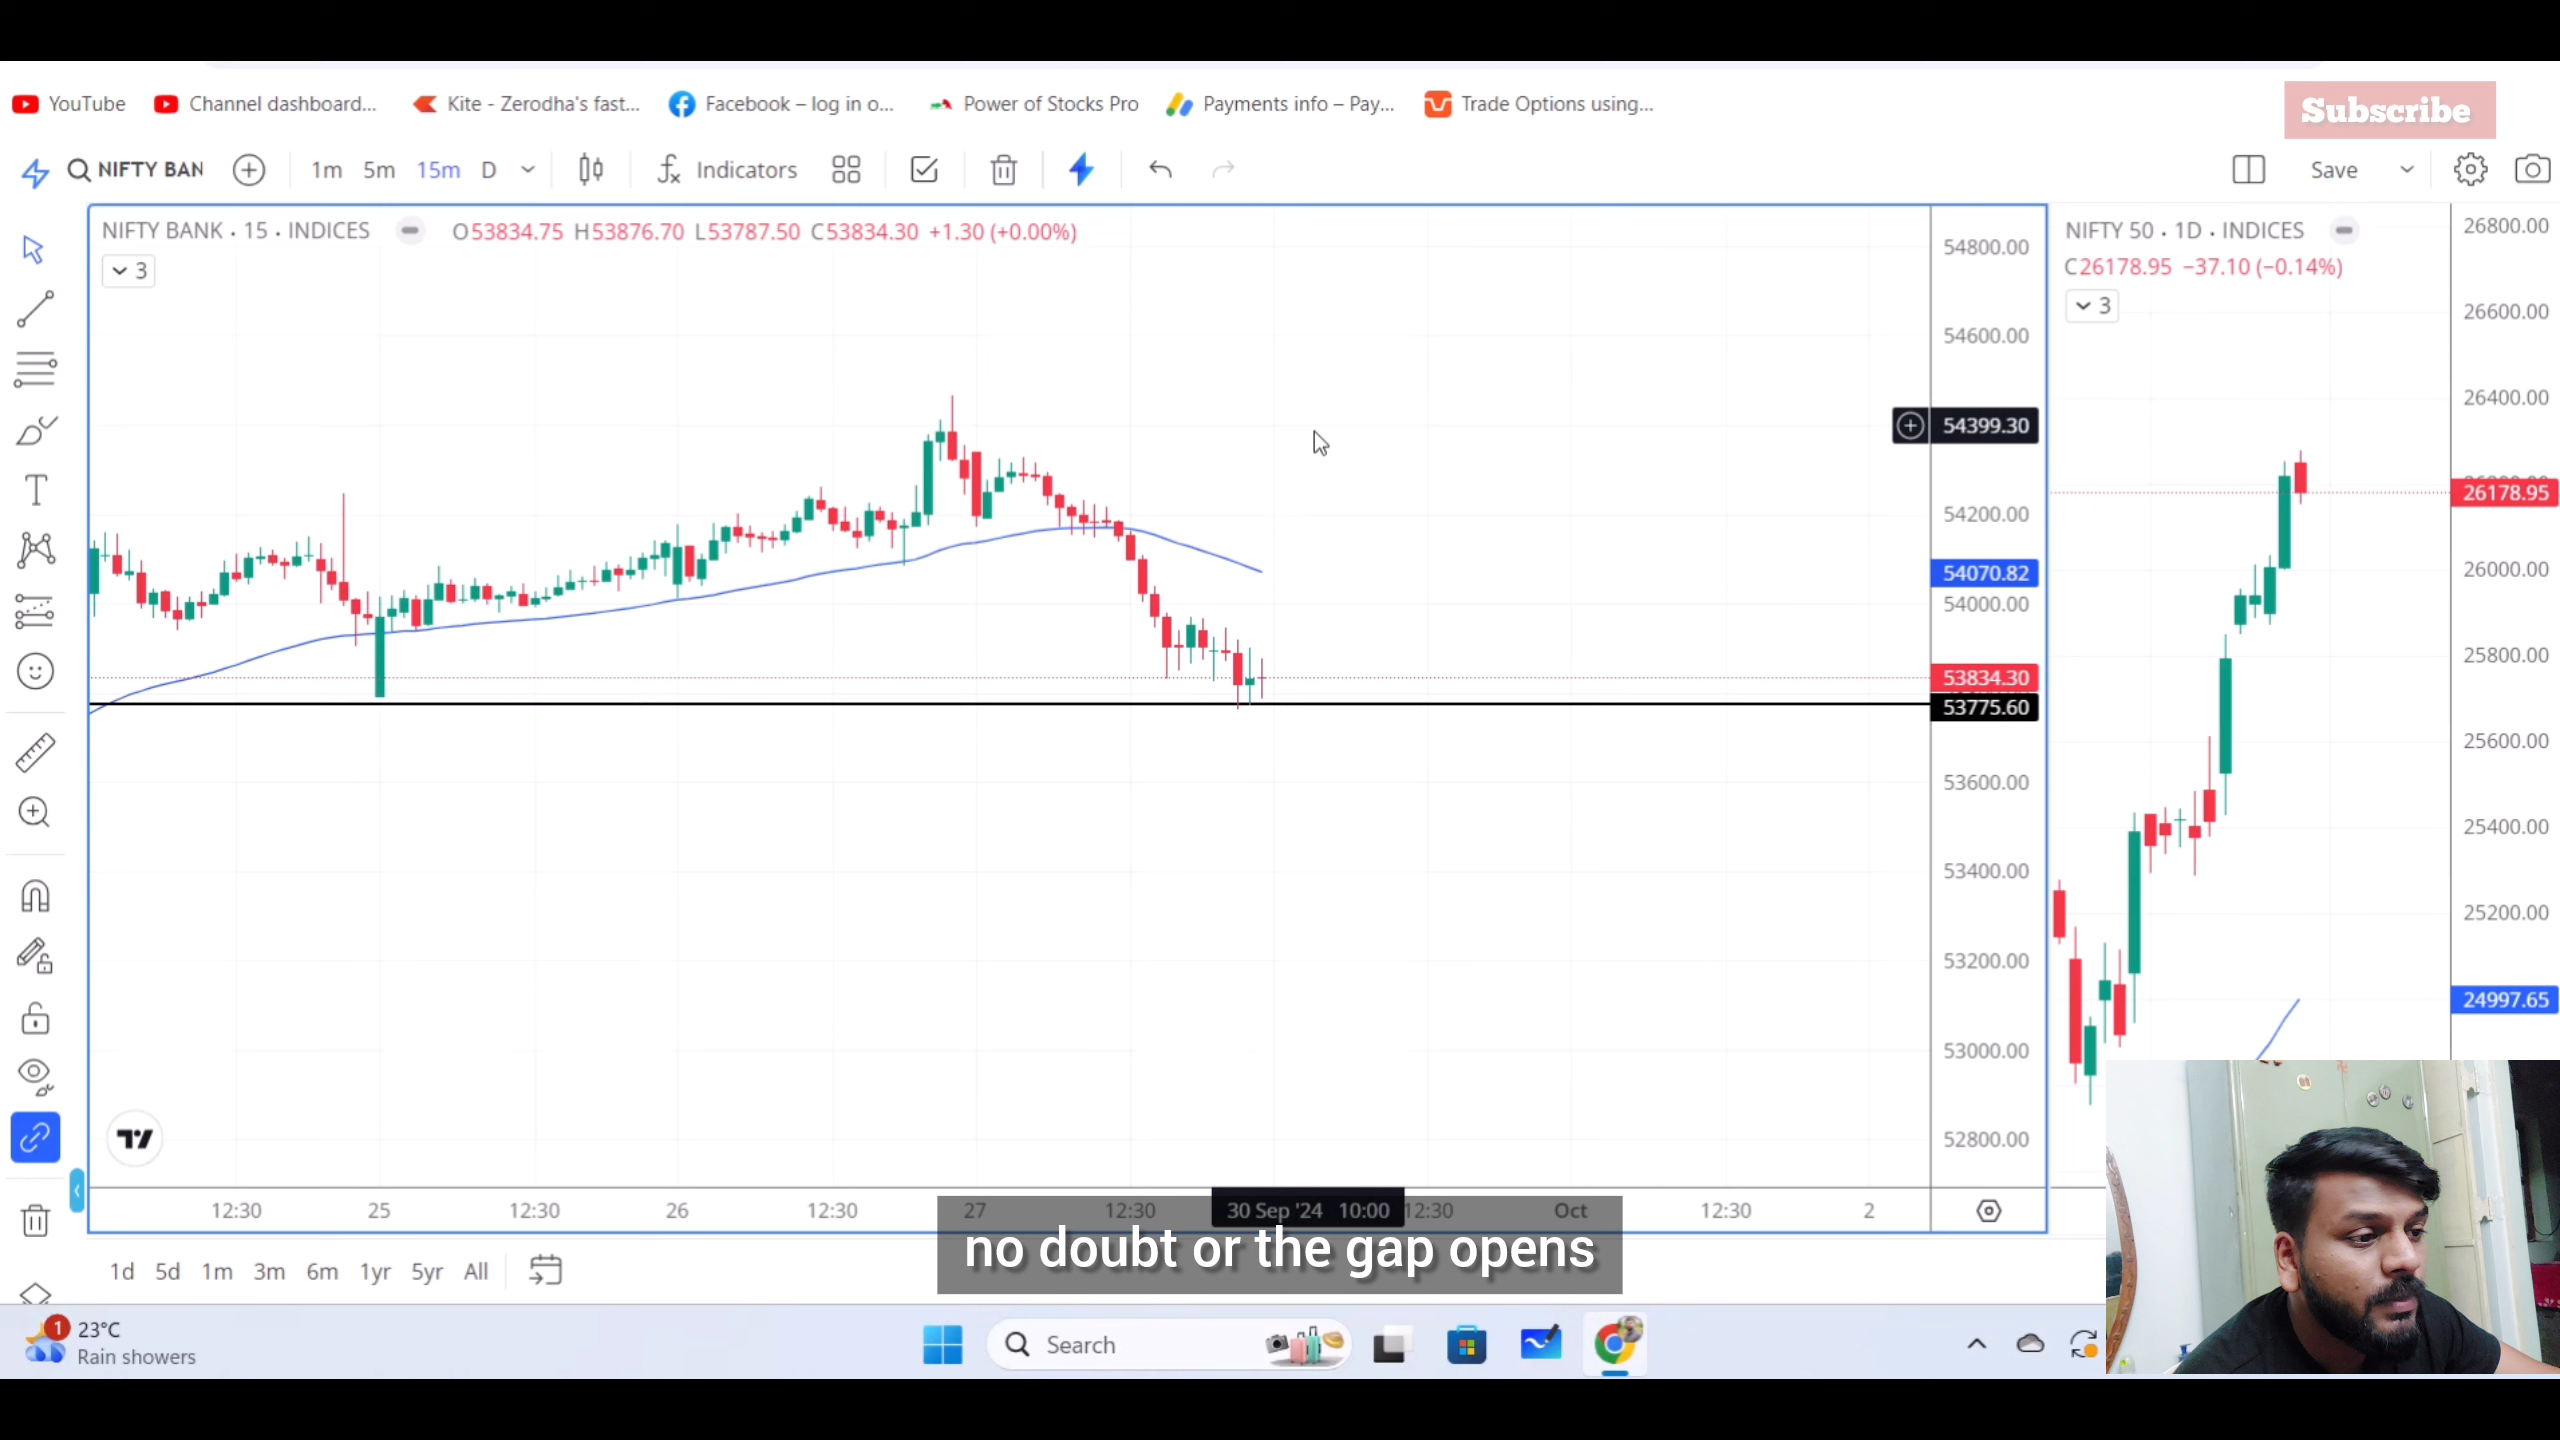 YouTube Channel dashboard... Kite - Zerodha's fast... Facebook – log in o... Power of Stocks Pro Payments info – Pay... Trade Options using...
Subscribe
NIFTY BAN 1m 5m 15m D Indicators Save
NIFTY BANK · 15 · INDICES O53834.75 H53876.70 L53787.50 C53834.30 +1.30 (+0.00%)
3
54800.00
54600.00
54399.30
54200.00
54070.82
54000.00
53834.30
53775.60
53600.00
53400.00
53200.00
53000.00
52800.00
NIFTY 50 · 1D · INDICES
C26178.95 −37.10 (−0.14%)
3
26800.00
26600.00
26400.00
26178.95
26000.00
25800.00
25600.00
25400.00
25200.00
24997.65
12:30 25 12:30 26 12:30 27 12:30 30 Sep '24 10:00 12:30 Oct 12:30 2
no doubt or the gap opens
1d 5d 1m 3m 6m 1yr 5yr All
1
23°C
Rain showers
Search